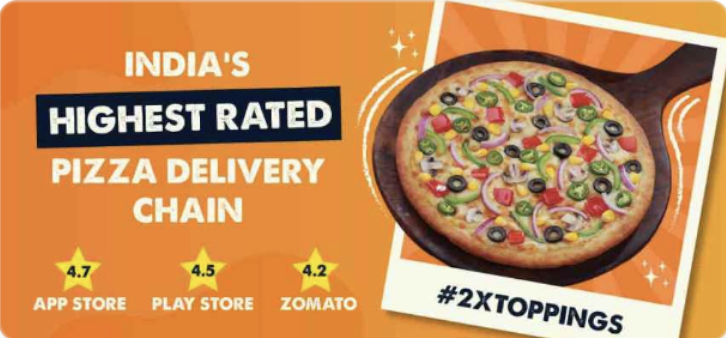 INDIA'S
HIGHEST RATED
PIZZA DELIVERY
CHAIN
4.7 4.5 4.2
APP STORE PLAY STORE ZOMATO
#2XTOPPINGS